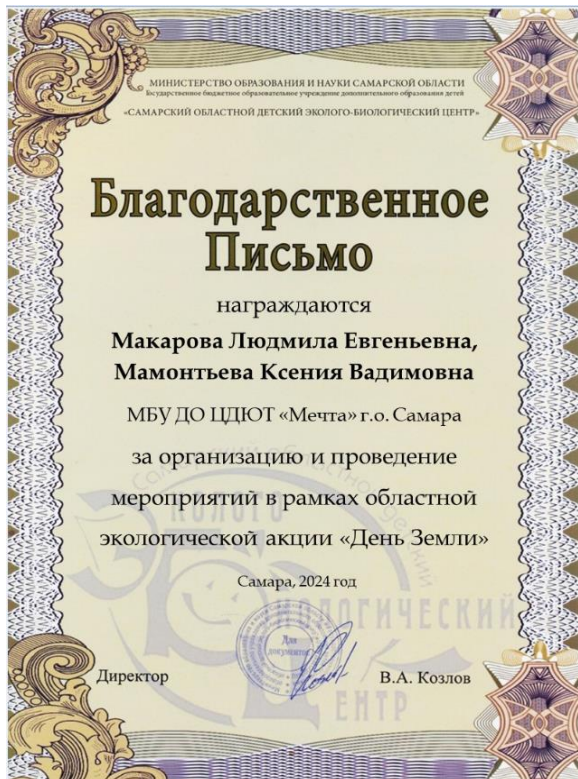 МИНИСТЕРСТВО ОБРАЗОВАНИЯ И НАУКИ САМАРСКОЙ ОБЛАСТИ
Государственное бюджетное образовательное учреждение дополнительного образования детей
«САМАРСКИЙ ОБЛАСТНОЙ ДЕТСКИЙ ЭКОЛОГО-БИОЛОГИЧЕСКИЙ ЦЕНТР»
Благодарственное
Письмо
награждаются
Макарова Людмила Евгеньевна,
Мамонтьева Ксения Вадимовна
МБУ ДО ЦДЮТ «Мечта» г.о. Самара
за организацию и проведение
мероприятий в рамках областной
экологической акции «День Земли»
Самара, 2024 год
Для
документов
Директор
В.А. Козлов